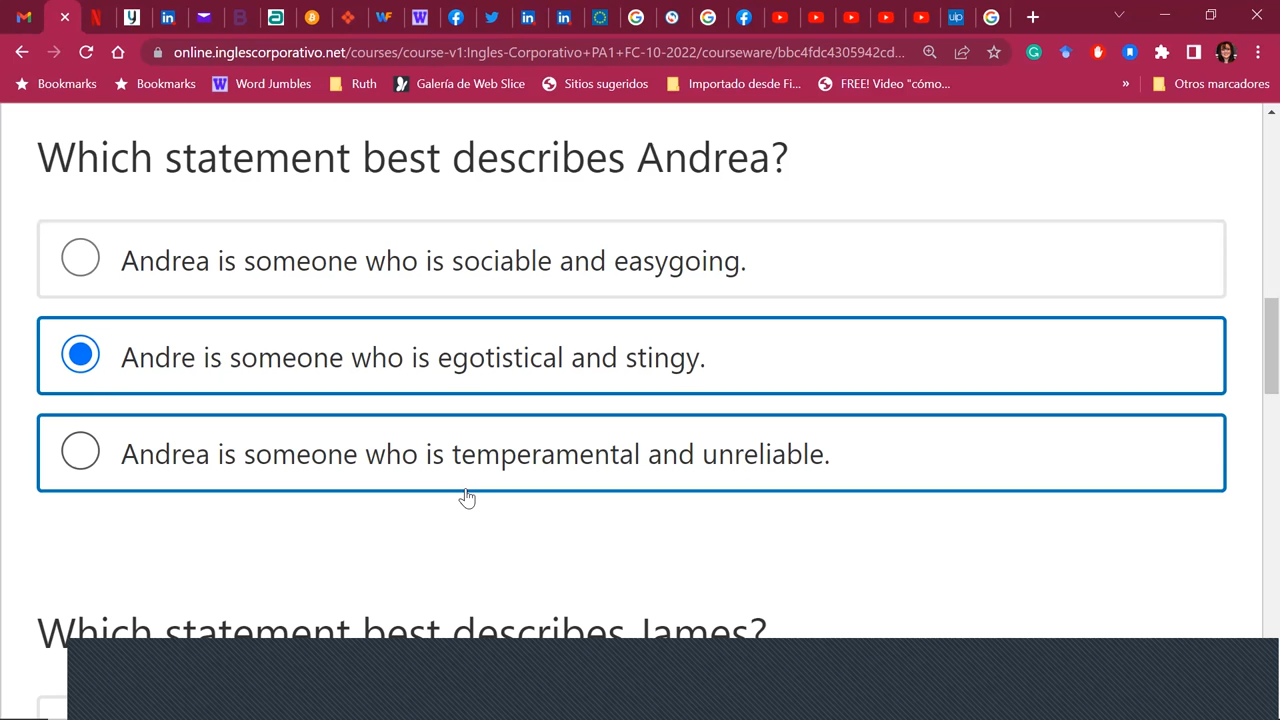 online.inglescorporativo.net/courses/course-v1:Ingles-Corporativo+PA1+FC-10-2022/courseware/bbc4fdc4305942cd...
Bookmarks Bookmarks Word Jumbles Ruth Galería de Web Slice Sitios sugeridos Importado desde Fi... FREE! Video "cómo... » Otros marcadores
Which statement best describes Andrea?
Andrea is someone who is sociable and easygoing.
Andre is someone who is egotistical and stingy.
Andrea is someone who is temperamental and unreliable.
Which statement best describes James?